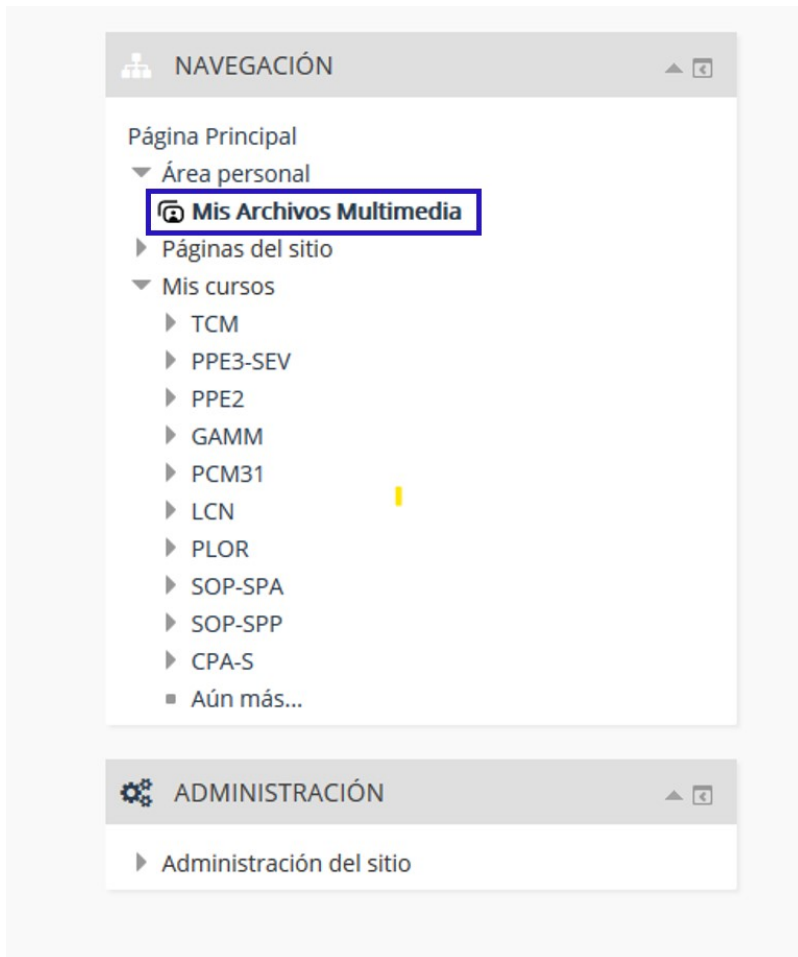 NAVEGACIÓN
Página Principal
Área personal
Mis Archivos Multimedia
Páginas del sitio
Mis cursos
TCM
PPE3-SEV
PPE2
GAMM
PCM31
LCN
PLOR
SOP-SPA
SOP-SPP
CPA-S
Aún más...
ADMINISTRACIÓN
Administración del sitio